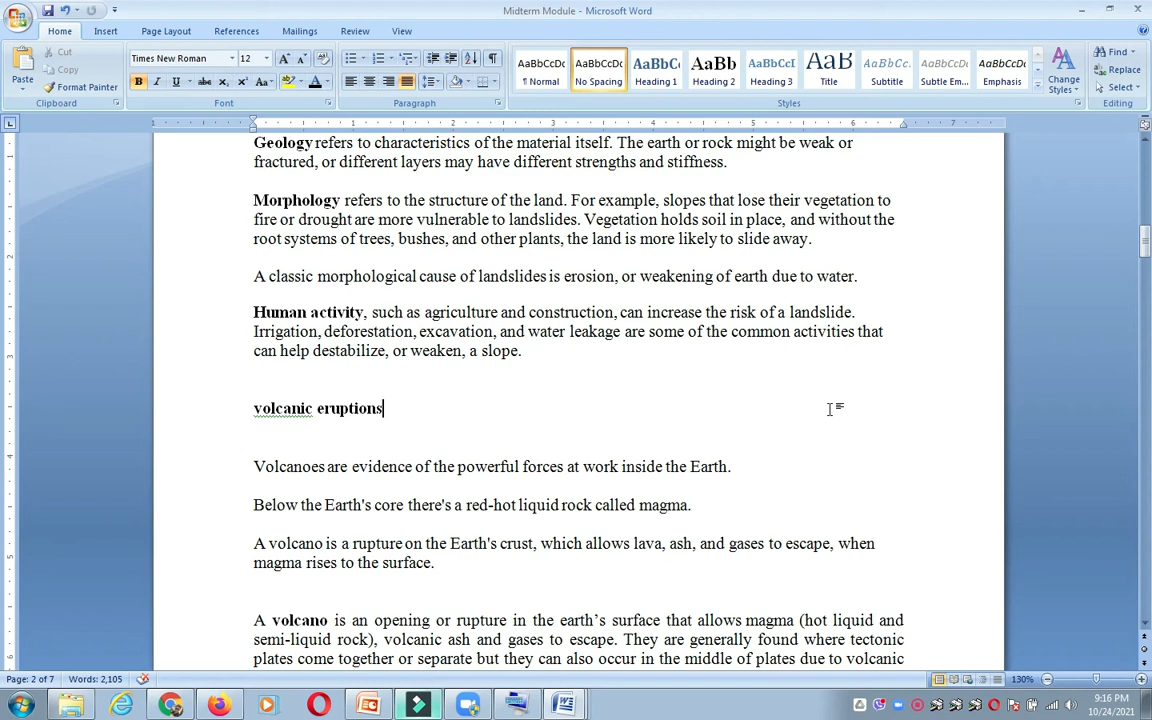 Midterm Module - Microsoft Word
Home Insert Page Layout References Mailings Review View
Cut
Copy
Format Painter
Paste
Clipboard
Times New Roman 12
Font
Paragraph
AaBbCcDc AaBbCcDc AaBbC AaBb AaBbCcI AaBb AaBbCc. AaBbCcDc AaBbCcDc
¶ Normal No Spacing Heading 1 Heading 2 Heading 3 Title Subtitle Subtle Em... Emphasis
Change Styles
Styles
Find
Replace
Select
Editing
1 1 2 3 4 5 6 7
Geology refers to characteristics of the material itself. The earth or rock might be weak or
fractured, or different layers may have different strengths and stiffness.
Morphology refers to the structure of the land. For example, slopes that lose their vegetation to
fire or drought are more vulnerable to landslides. Vegetation holds soil in place, and without the
root systems of trees, bushes, and other plants, the land is more likely to slide away.
A classic morphological cause of landslides is erosion, or weakening of earth due to water.
Human activity, such as agriculture and construction, can increase the risk of a landslide.
Irrigation, deforestation, excavation, and water leakage are some of the common activities that
can help destabilize, or weaken, a slope.
volcanic eruptions
Volcanoes are evidence of the powerful forces at work inside the Earth.
Below the Earth's core there's a red-hot liquid rock called magma.
A volcano is a rupture on the Earth's crust, which allows lava, ash, and gases to escape, when
magma rises to the surface.
A volcano is an opening or rupture in the earth’s surface that allows magma (hot liquid and
semi-liquid rock), volcanic ash and gases to escape. They are generally found where tectonic
plates come together or separate but they can also occur in the middle of plates due to volcanic
Page: 2 of 7 Words: 2,105 130%
9:16 PM
10/24/2021